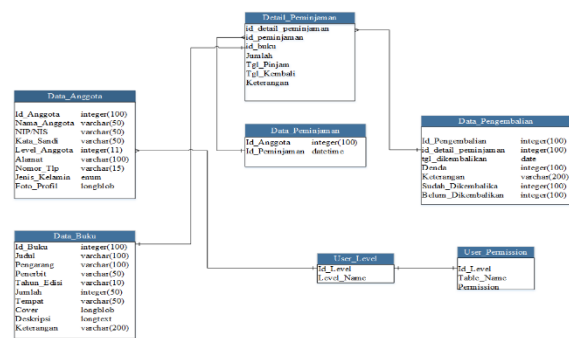 Detail_Peminjaman
id_detail_peminjaman
id_peminjaman
id_buku
Jumlah
Tgl_Pinjam
Tgl_Kembali
Keterangan
Data_Anggota
Id_Anggota integer(100)
Nama_Anggota varchar(50)
NIP/NIS varchar(50)
Kata_Sandi varchar(50)
Level_Anggota integer(11)
Alamat varchar(100)
Nomor_Tlp varchar(15)
Jenis_Kelamin enum
Foto_Profil longblob
Data_Peminjaman
Id_Anggota integer(100)
Id_Peminjaman datetime
Data_Pengembalian
Id_Pengembalian integer(100)
id_detail_peminjaman integer(100)
tgl_dikembalikan date
Denda integer(100)
Keterangan varchar(200)
Sudah_Dikembalika integer(100)
Belum_Dikembalikan integer(100)
Data_Buku
Id_Buku integer(100)
Judul varchar(100)
Pengarang varchar(100)
Penerbit varchar(50)
Tahun_Edisi varchar(10)
Jumlah integer(50)
Tempat varchar(50)
Cover longblob
Deskripsi longtext
Keterangan varchar(200)
User_Level
Id_Level
Level_Name
User_Permission
Id_Level
Table_Name
Permission